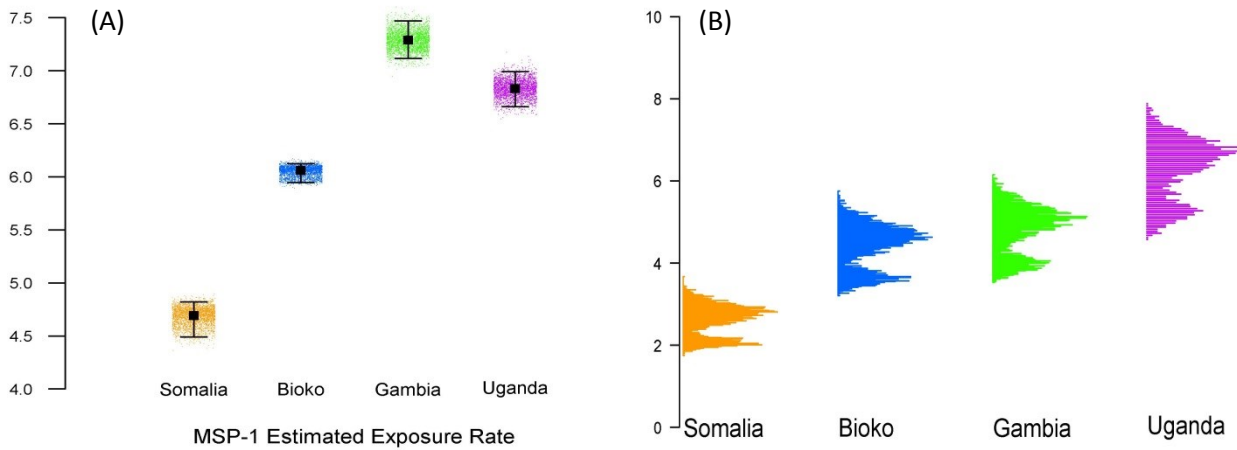 (A)
7.5
7.0
6.5
6.0
5.5
5.0
4.5
4.0
Somalia Bioko Gambia Uganda
MSP-1 Estimated Exposure Rate
(B)
10
8
6
4
2
0
Somalia Bioko Gambia Uganda